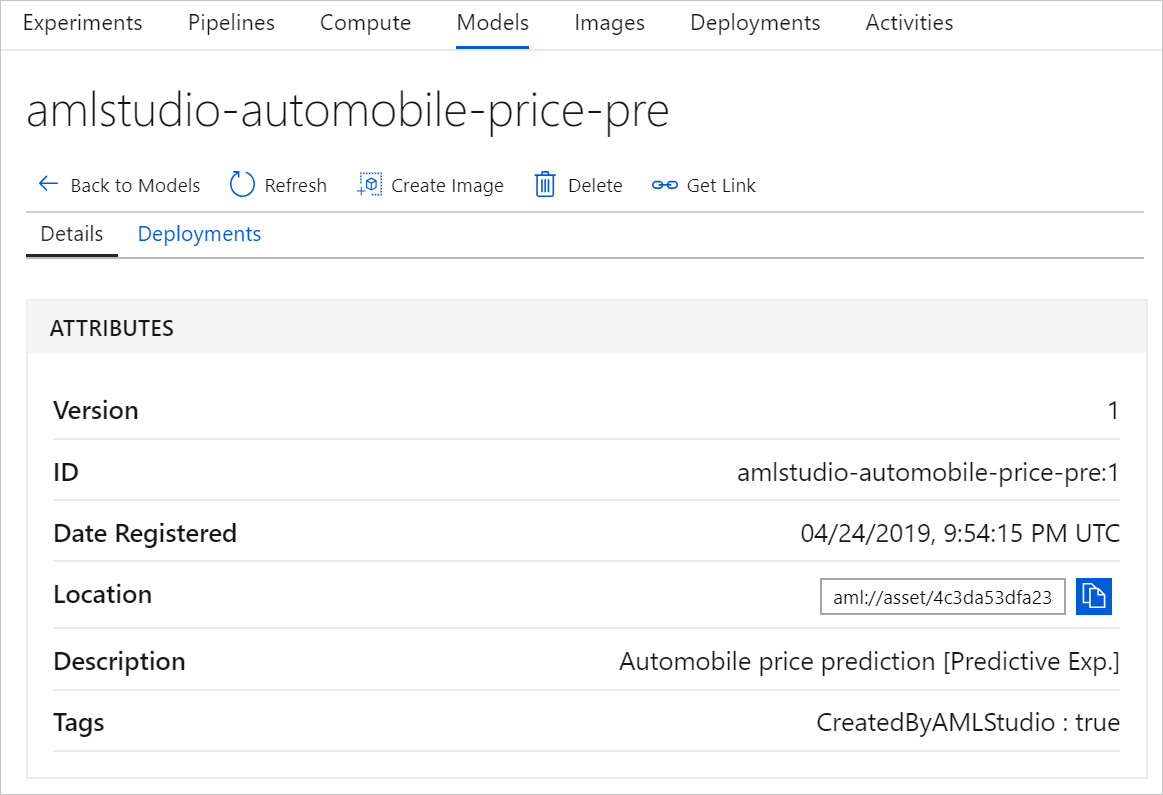 Experiments Pipelines Compute Models Images Deployments Activities
amlstudio-automobile-price-pre
Back to Models Refresh Create Image Delete Get Link
Details Deployments
ATTRIBUTES
Version 1
ID amlstudio-automobile-price-pre:1
Date Registered 04/24/2019, 9:54:15 PM UTC
Location aml://asset/4c3da53dfa23
Description Automobile price prediction [Predictive Exp.]
Tags CreatedByAMLStudio : true